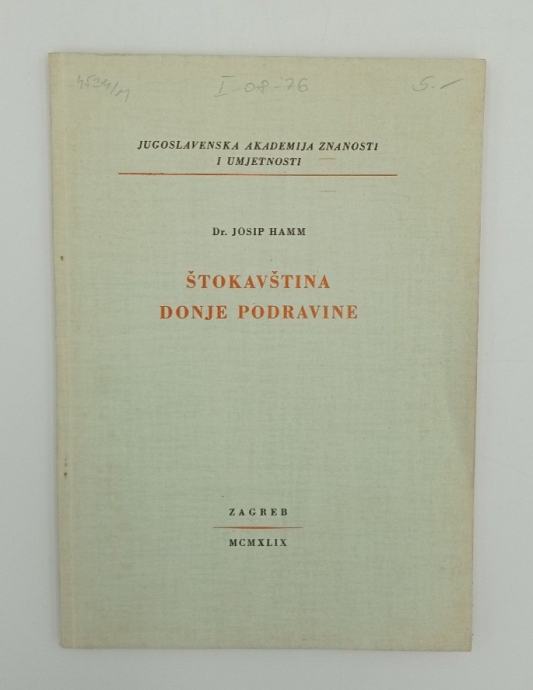 I-08-76
5.-
JUGOSLAVENSKA AKADEMIJA ZNANOSTI
I UMJETNOSTI
Dr. JOSIP HAMM
ŠTOKAVŠTINA
DONJE PODRAVINE
ZAGREB
MCMXLIX